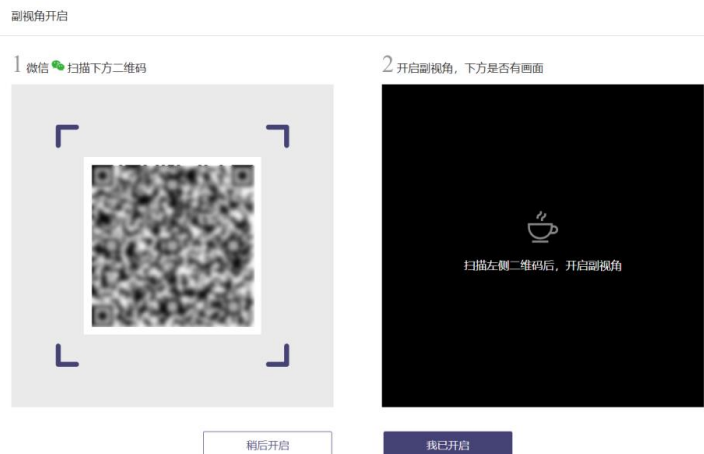 副视角开启
1 微信 扫描下方二维码
2 开启副视角，下方是否有画面
扫描左侧二维码后，开启副视角
稍后开启
我已开启